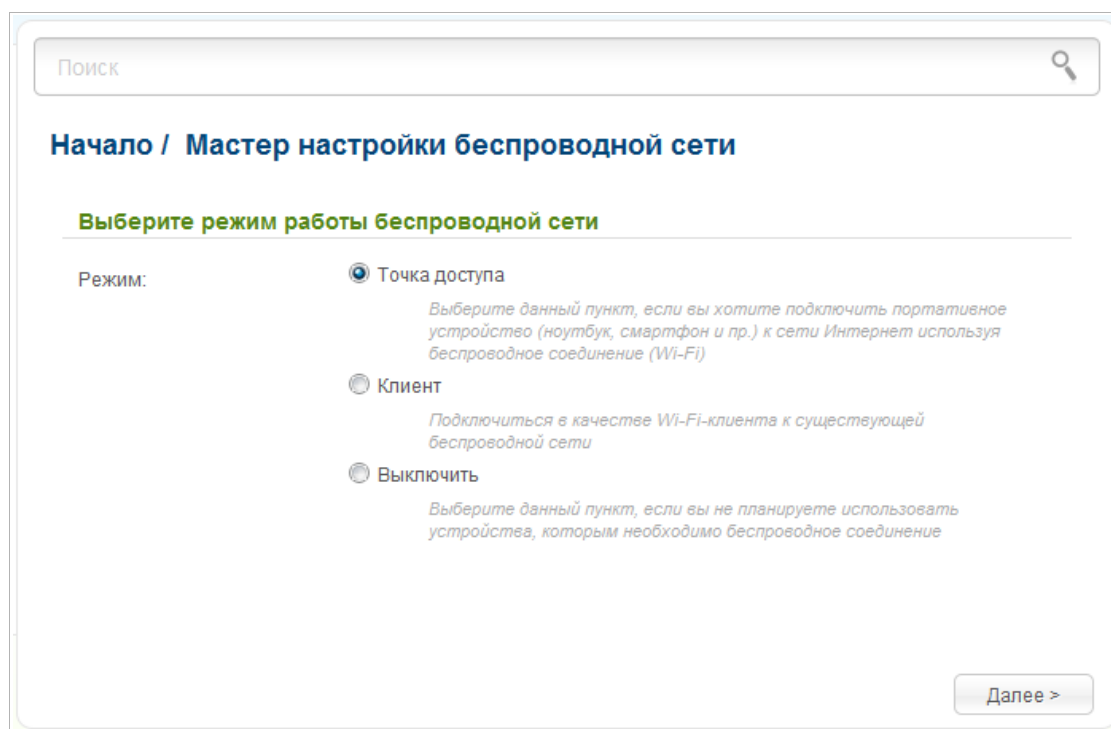 Поиск
Начало / Мастер настройки беспроводной сети
Выберите режим работы беспроводной сети
Режим:
Точка доступа
Выберите данный пункт, если вы хотите подключить портативное
устройство (ноутбук, смартфон и пр.) к сети Интернет используя
беспроводное соединение (Wi-Fi)
Клиент
Подключиться в качестве Wi-Fi-клиента к существующей
беспроводной сети
Выключить
Выберите данный пункт, если вы не планируете использовать
устройства, которым необходимо беспроводное соединение
Далее >